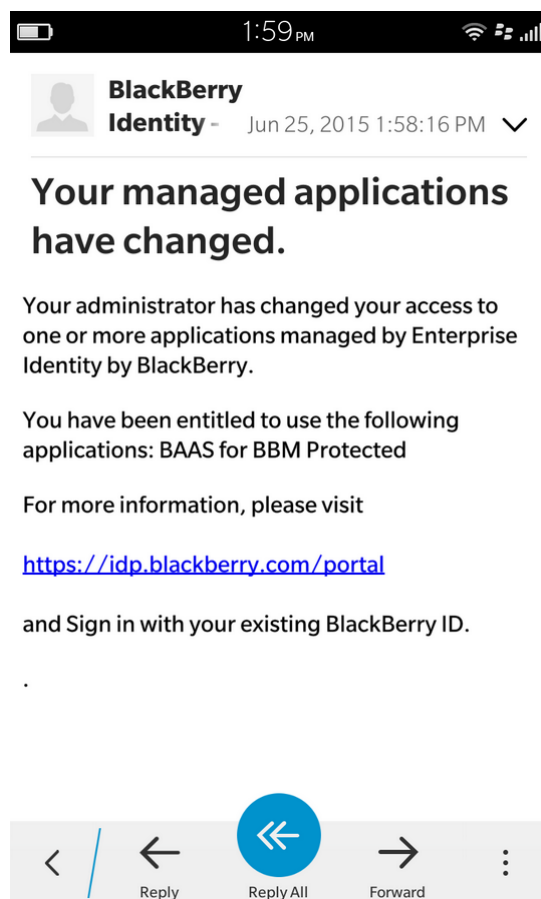 1:59 PM
BlackBerry
Identity - Jun 25, 2015 1:58:16 PM
Your managed applications
have changed.
Your administrator has changed your access to
one or more applications managed by Enterprise
Identity by BlackBerry.
You have been entitled to use the following
applications: BAAS for BBM Protected
For more information, please visit
https://idp.blackberry.com/portal
and Sign in with your existing BlackBerry ID.
.
Reply Reply All Forward